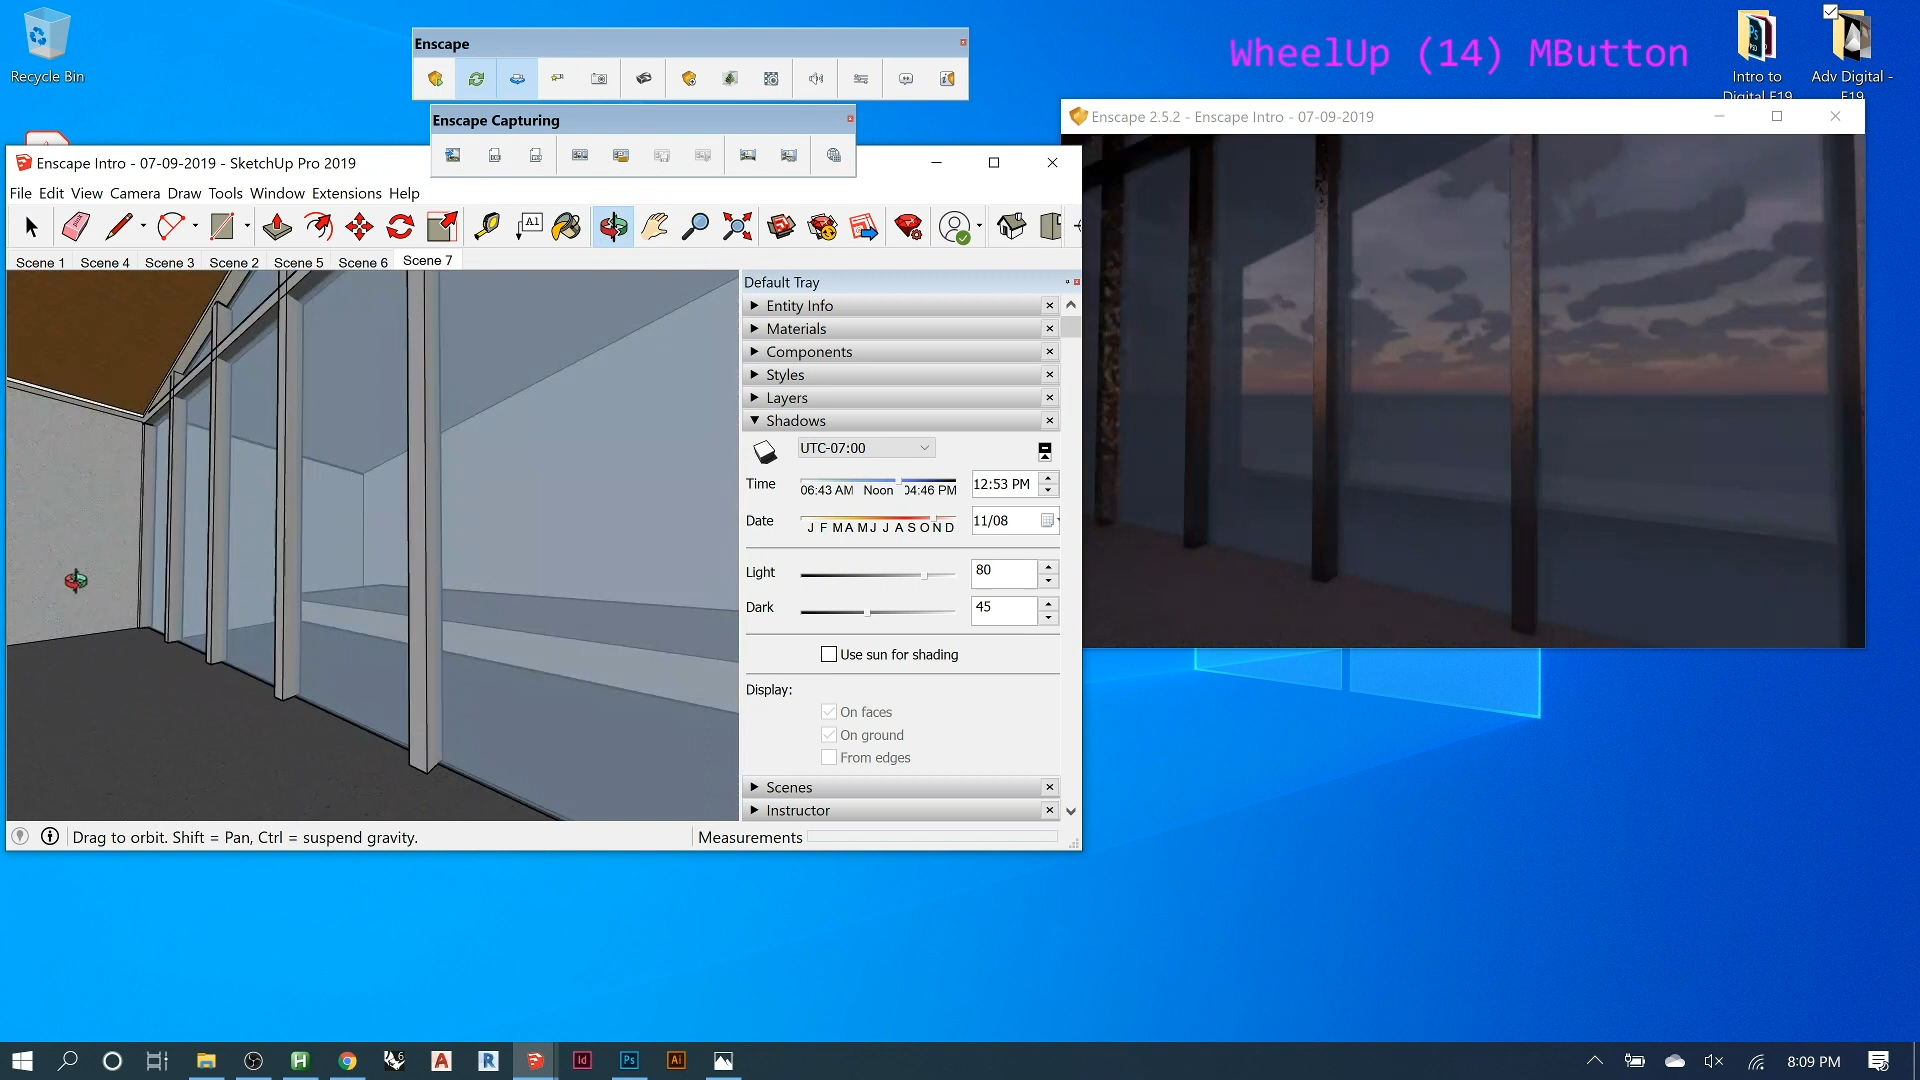 Recycle Bin
Enscape
WheelUp (14) MButton
Intro to
Digital F19
Adv Digital -
F19
Enscape Capturing
Enscape 2.5.2 - Enscape Intro - 07-09-2019
Enscape Intro - 07-09-2019 - SketchUp Pro 2019
File Edit View Camera Draw Tools Window Extensions Help
A1
Scene 1 Scene 4 Scene 3 Scene 2 Scene 5 Scene 6 Scene 7
Default Tray
Entity Info
Materials
Components
Styles
Layers
Shadows
UTC-07:00
Time 06:43 AM Noon 04:46 PM 12:53 PM
Date J F M A M J J A S O N D 11/08
Light 80
Dark 45
Use sun for shading
Display:
On faces
On ground
From edges
Scenes
Instructor
Drag to orbit. Shift = Pan, Ctrl = suspend gravity.
Measurements
8:09 PM